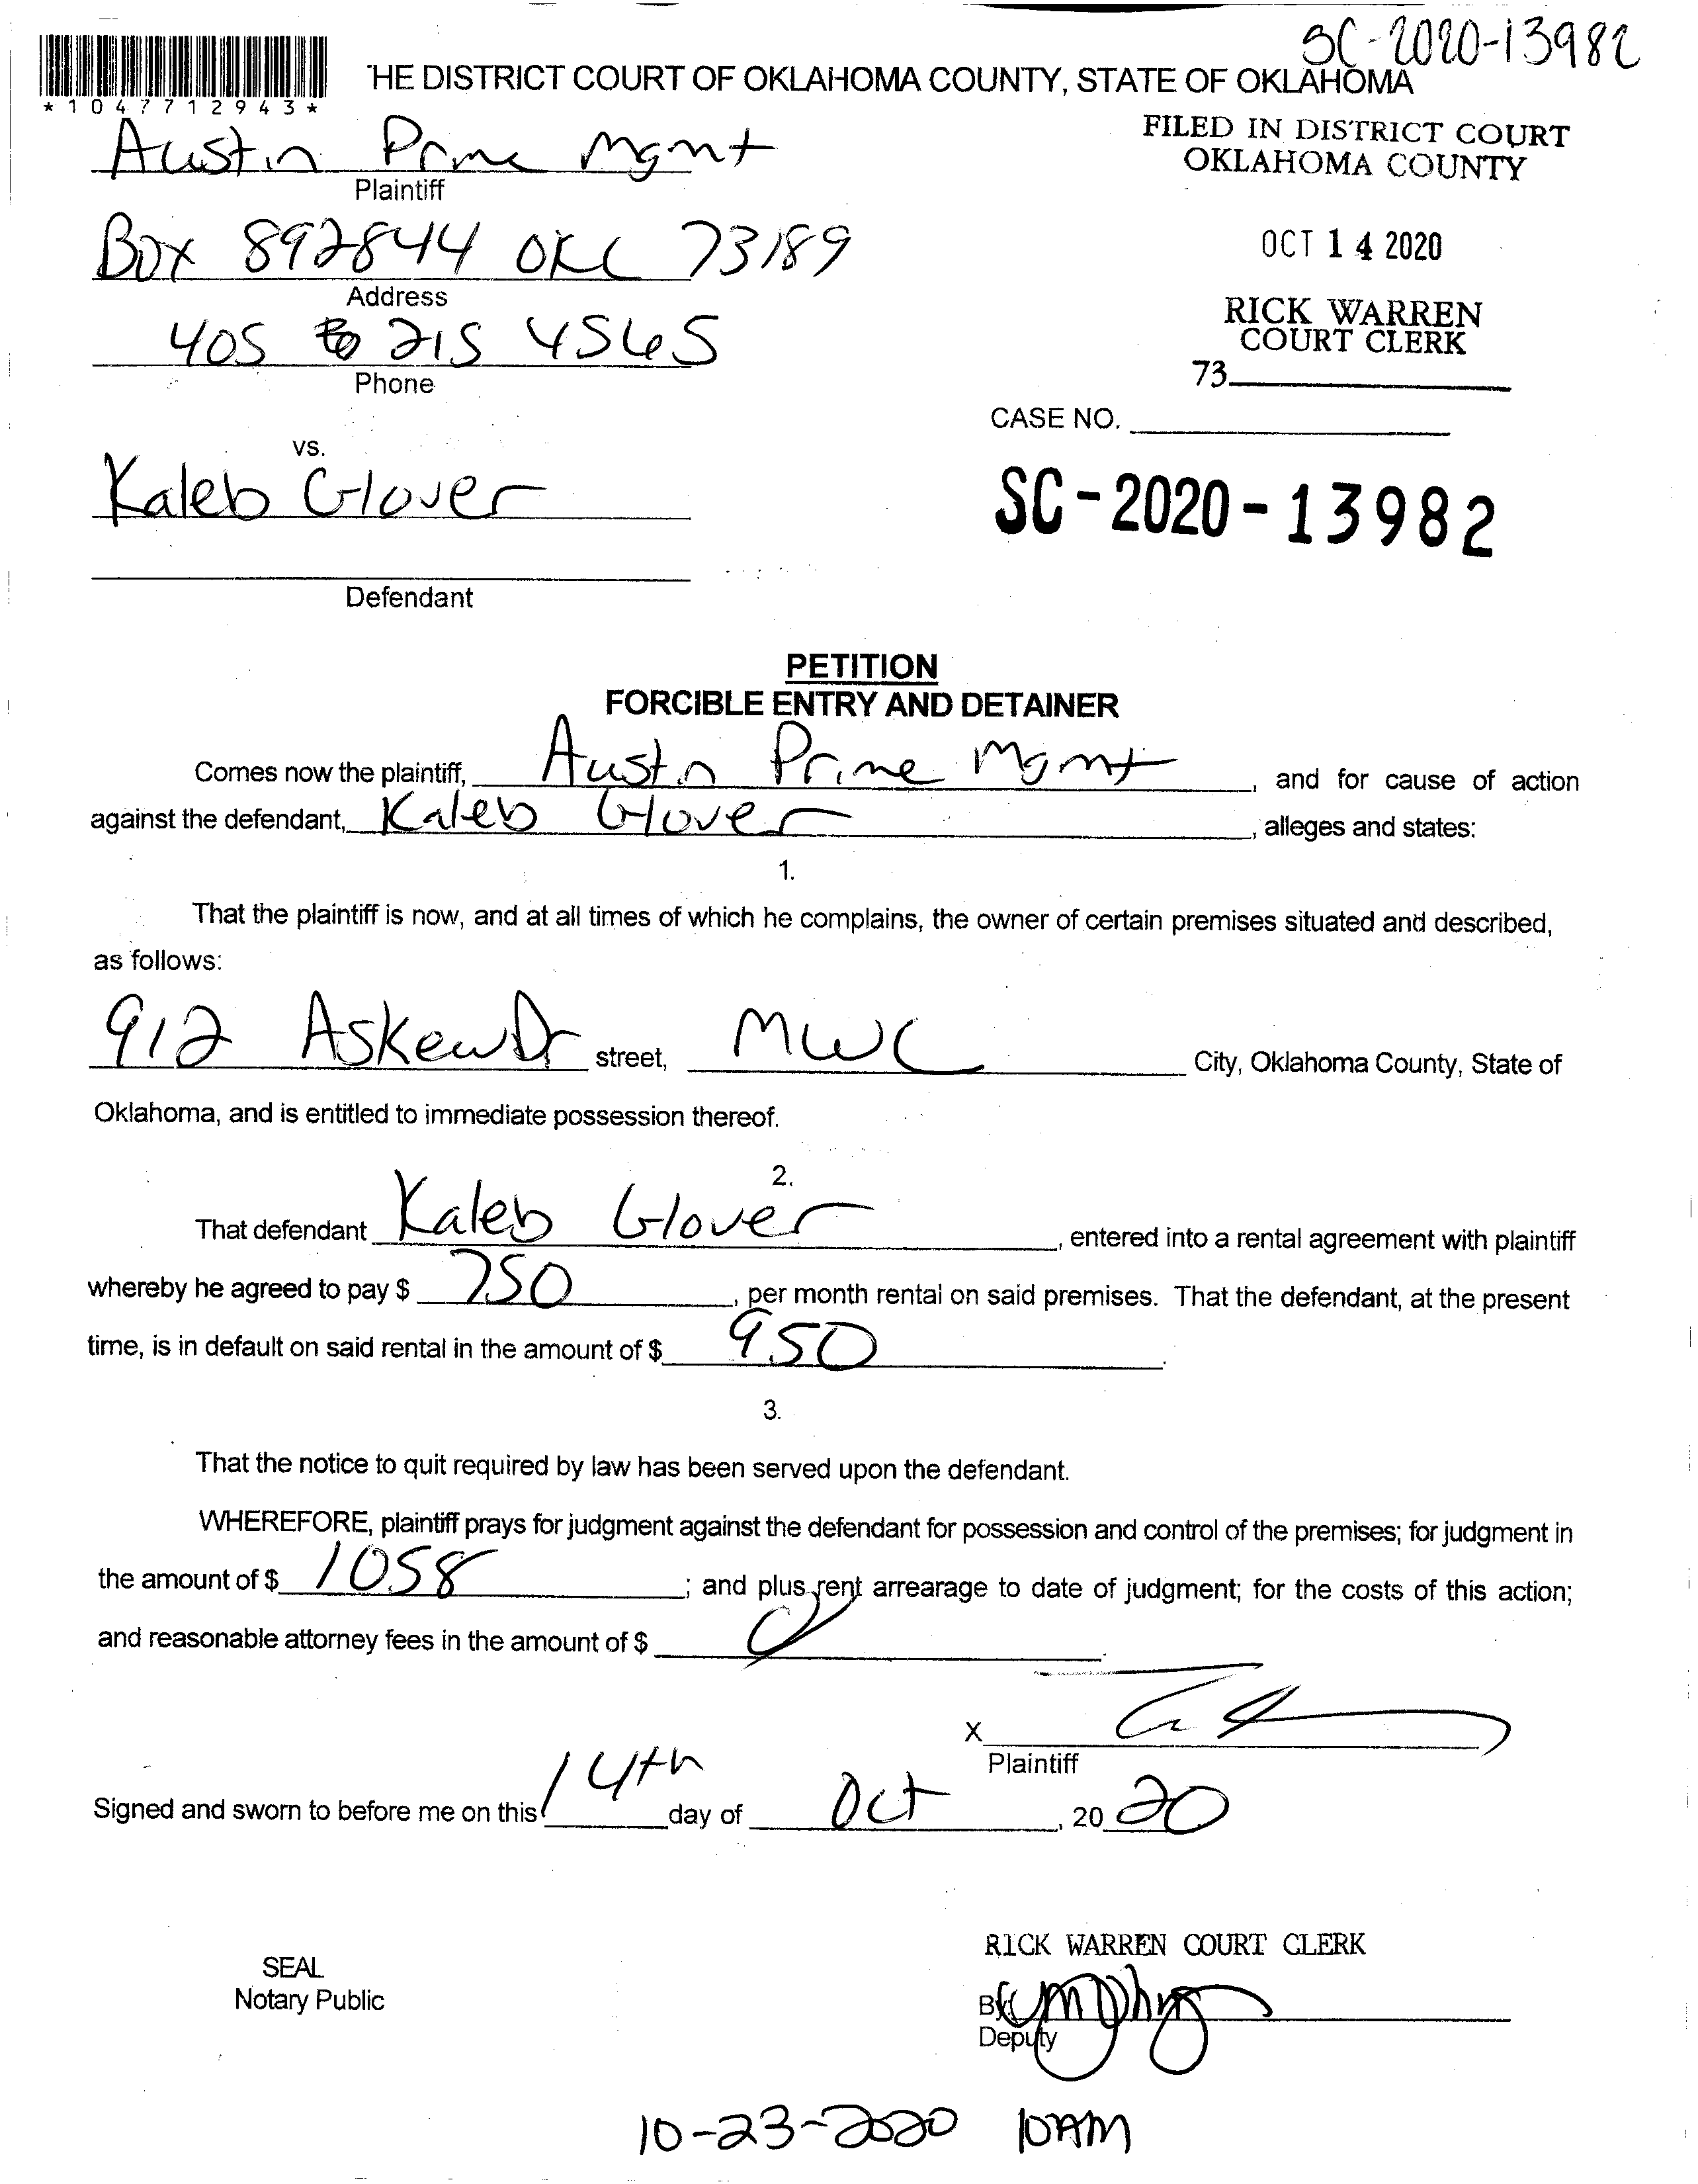 SC-2020-13982
THE DISTRICT COURT OF OKLAHOMA COUNTY, STATE OF OKLAHOMA
*1047712943*
FILED IN DISTRICT COURT
OKLAHOMA COUNTY
Austin Prime Mgmt
Plaintiff
Box 892844 OKC 73189
OCT 14 2020
Address
RICK WARREN
COURT CLERK
405 215 4565
Phone
73
CASE NO.
vs.
Kaleb Glover
SC-2020-13982
Defendant
PETITION
FORCIBLE ENTRY AND DETAINER
Comes now the plaintiff, Austin Prime Mgmt, and for cause of action
against the defendant, Kaleb Glover, alleges and states:
1.
That the plaintiff is now, and at all times of which he complains, the owner of certain premises situated and described,
as follows:
912 Askew Dr street, MWC City, Oklahoma County, State of
Oklahoma, and is entitled to immediate possession thereof.
2.
That defendant Kaleb Glover, entered into a rental agreement with plaintiff
whereby he agreed to pay $ 750, per month rental on said premises. That the defendant, at the present
time, is in default on said rental in the amount of $ 950.
3.
That the notice to quit required by law has been served upon the defendant.
WHEREFORE, plaintiff prays for judgment against the defendant for possession and control of the premises; for judgment in
the amount of $ 1058; and plus rent arrearage to date of judgment; for the costs of this action;
and reasonable attorney fees in the amount of $ 0.
X
Plaintiff
Signed and sworn to before me on this 14th day of Oct, 20 20
RICK WARREN COURT CLERK
SEAL
Notary Public
By
Deputy
10-23-2020 10AM